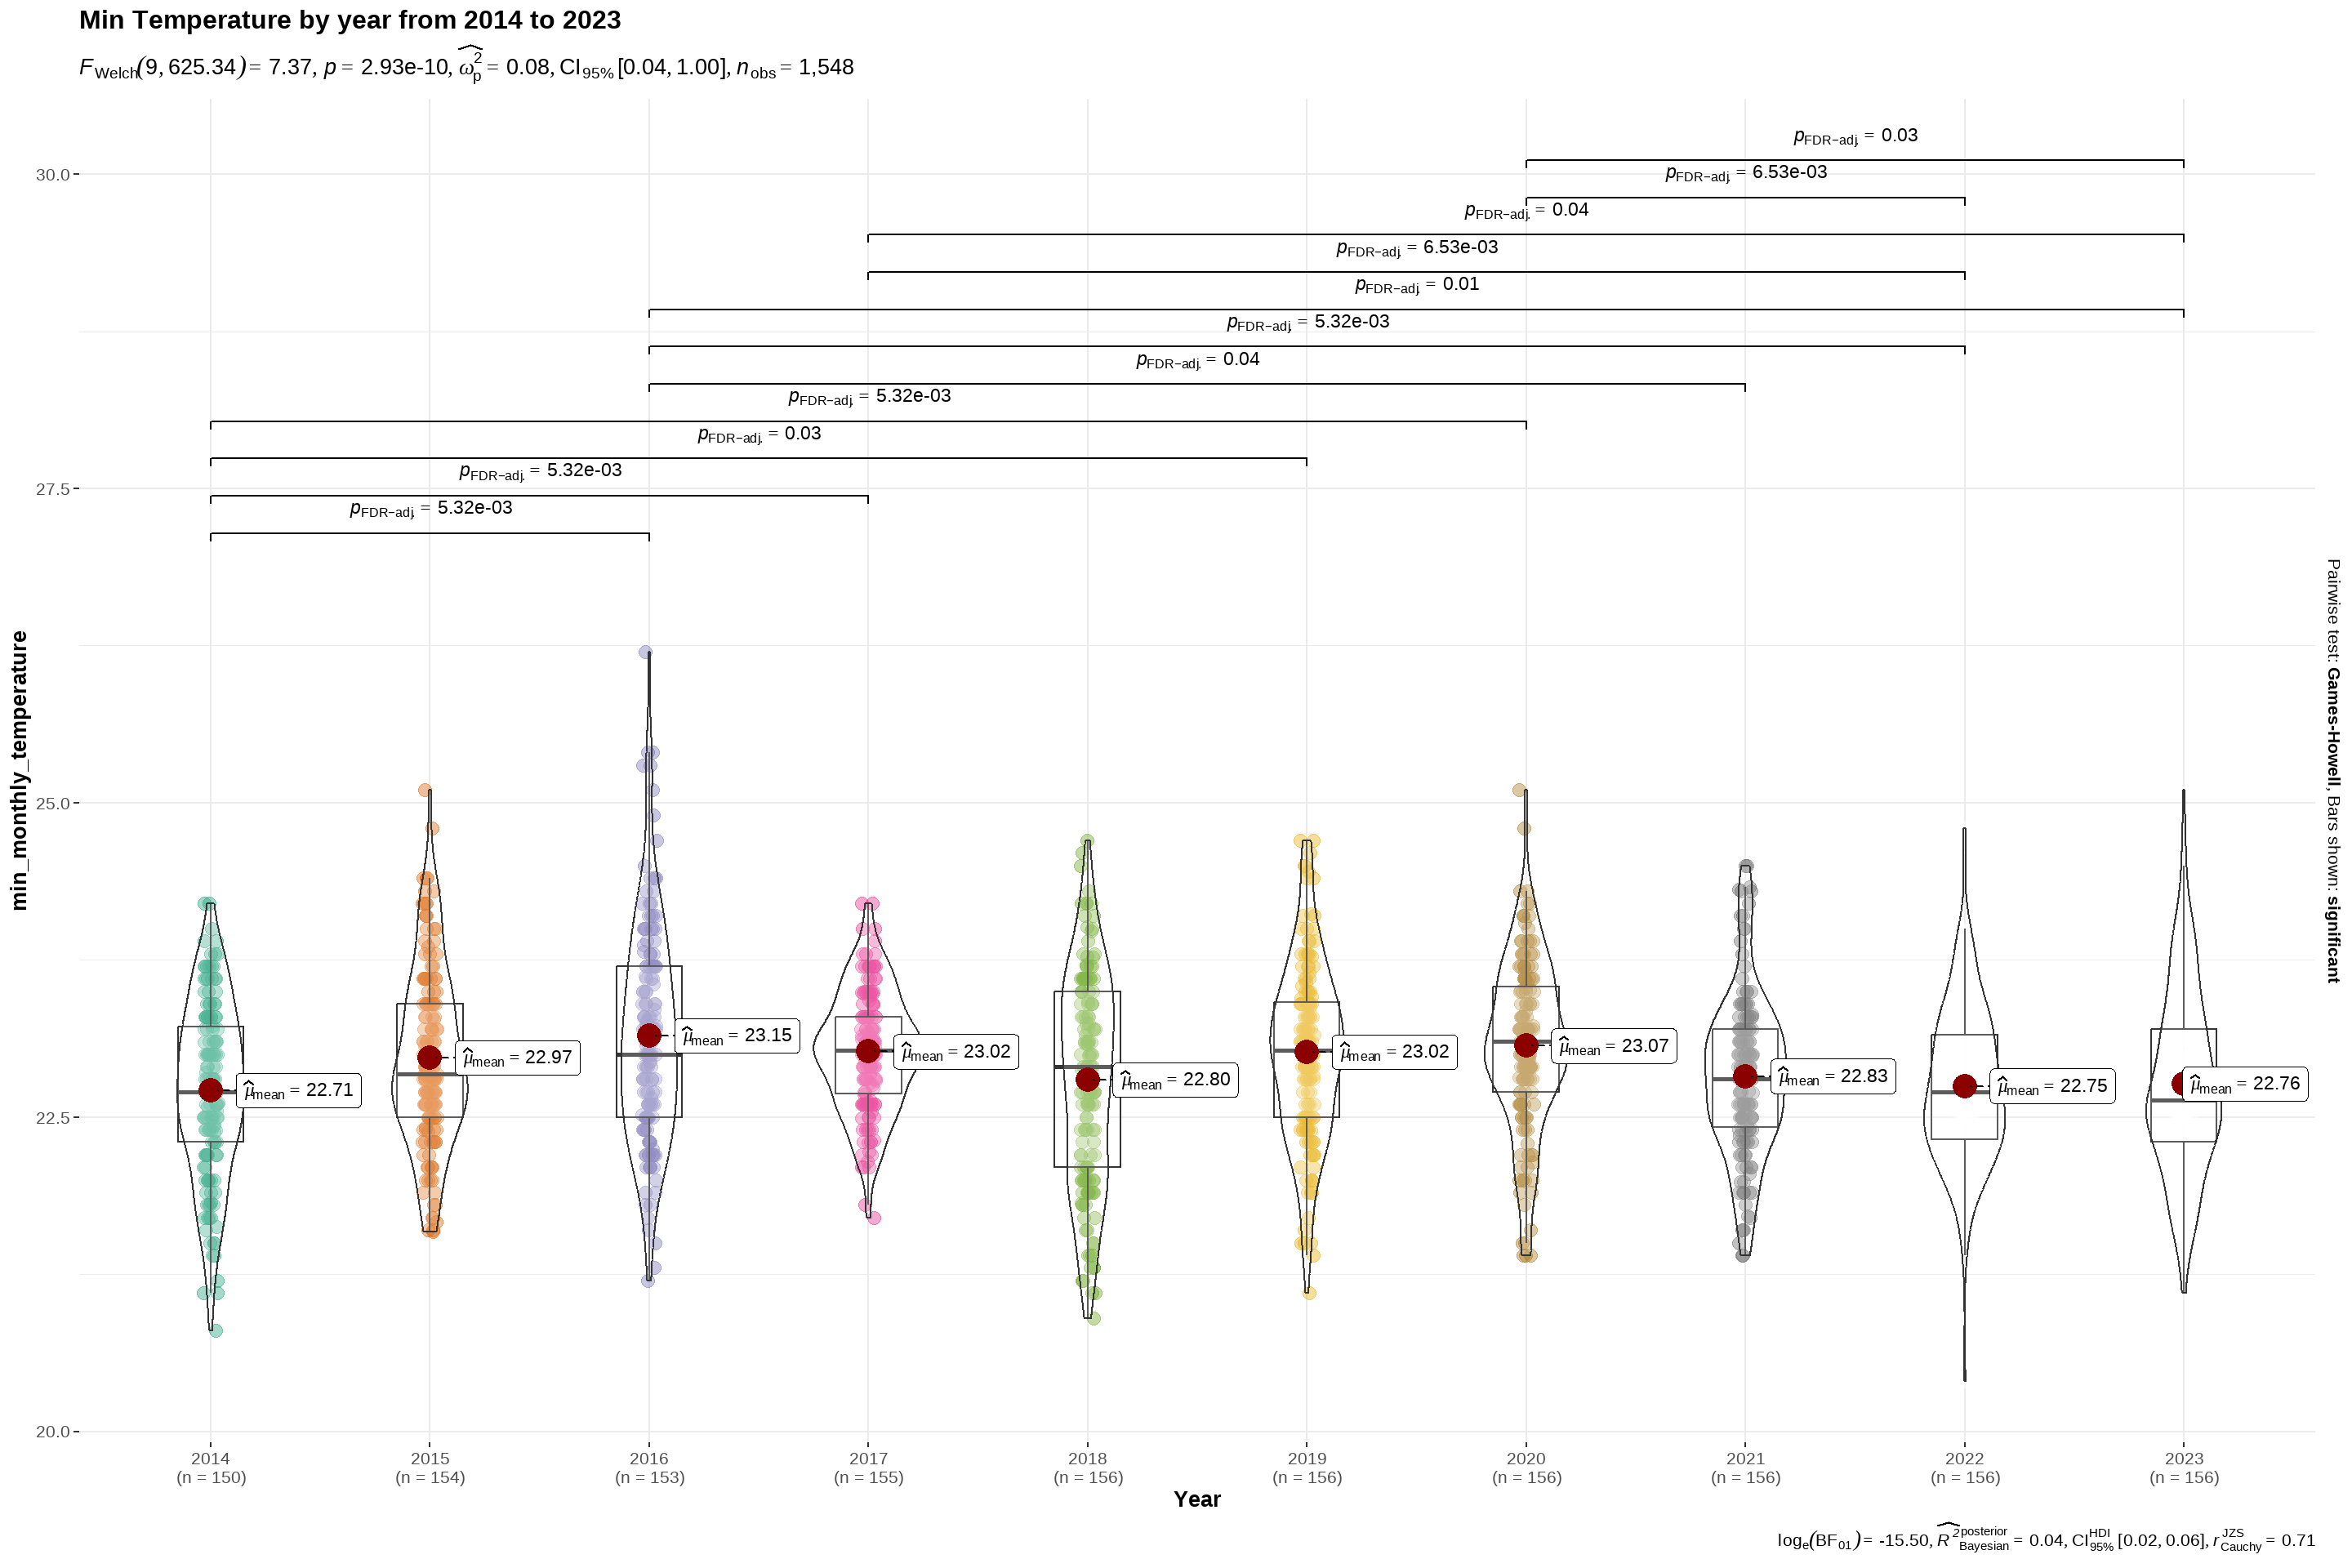 Min Temperature by year from 2014 to 2023
F Welch (9, 625.34) = 7.37, p = 2.93e-10, ω̂²p = 0.08, CI95% [0.04, 1.00], nobs = 1,548
pFDR−adj. = 0.03
30.0
pFDR−adj. = 6.53e-03
pFDR−adj. = 0.04
pFDR−adj. = 6.53e-03
pFDR−adj. = 0.01
pFDR−adj. = 5.32e-03
pFDR−adj. = 0.04
pFDR−adj. = 5.32e-03
pFDR−adj. = 0.03
27.5
pFDR−adj. = 5.32e-03
pFDR−adj. = 5.32e-03
Pairwise test: Games-Howell, Bars shown: significant
min_monthly_temperature
25.0
μ̂mean = 22.71
μ̂mean = 22.97
μ̂mean = 23.15
μ̂mean = 23.02
μ̂mean = 22.80
μ̂mean = 23.02
μ̂mean = 23.07
μ̂mean = 22.83
μ̂mean = 22.75
μ̂mean = 22.76
22.5
20.0
2014 2015 2016 2017 2018 2019 2020 2021 2022 2023
(n = 150) (n = 154) (n = 153) (n = 155) (n = 156) (n = 156) (n = 156) (n = 156) (n = 156) (n = 156)
Year
loge(BF01) = -15.50, R̂² posterior Bayesian = 0.04, CI HDI 95% [0.02, 0.06], r JZS Cauchy = 0.71